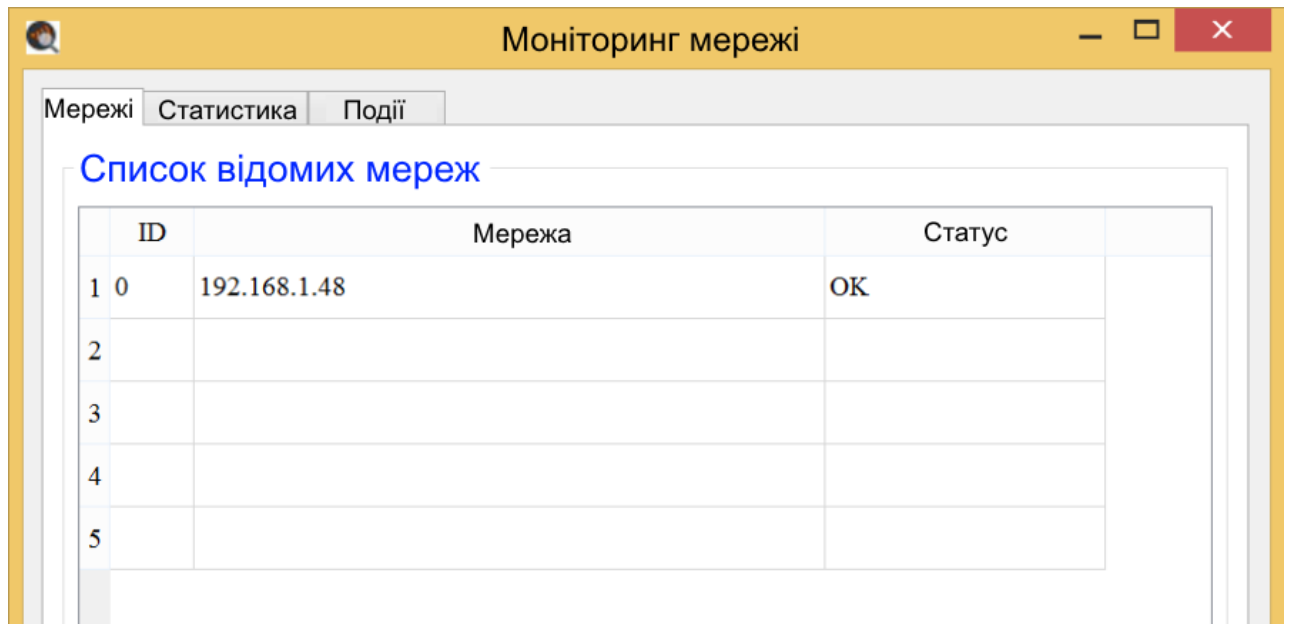 Моніторинг мережі
Мережі Статистика Події
Список відомих мереж
ID Мережа Статус
1 0 192.168.1.48 OK
2
3
4
5